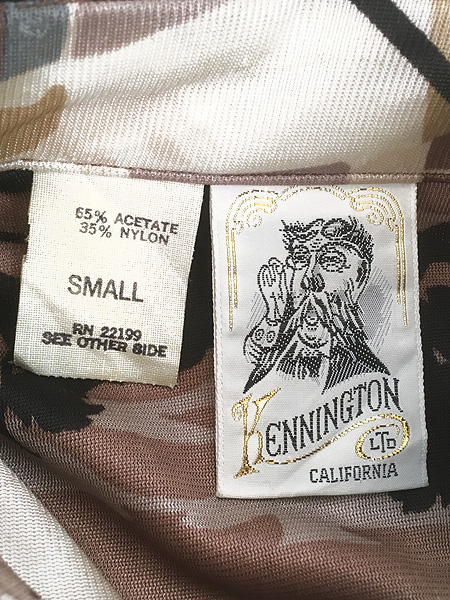 65% ACETATE
35% NYLON
SMALL
RN 22199
SEE OTHER SIDE
KENNINGTON
LTD
CALIFORNIA